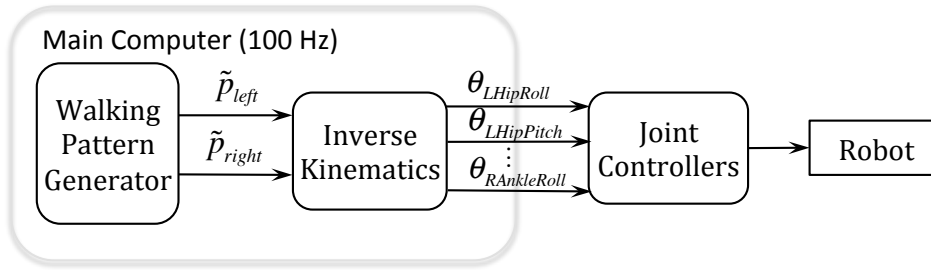 Main Computer (100 Hz)
Walking
Pattern
Generator
p̃left
p̃right
Inverse
Kinematics
θLHipRoll
θLHipPitch
⋮
θRAnkleRoll
Joint
Controllers
Robot